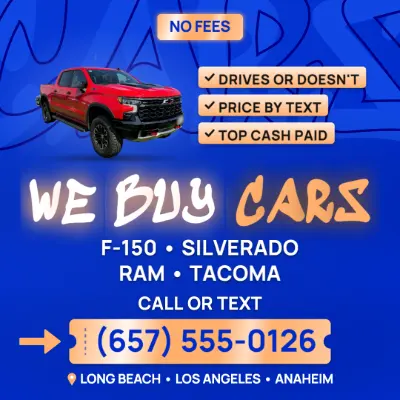 NO FEES
✓ DRIVES OR DOESN'T
✓ PRICE BY TEXT
✓ TOP CASH PAID
WE BUY CARS
F-150 • SILVERADO
RAM • TACOMA
CALL OR TEXT
(657) 555-0126
LONG BEACH • LOS ANGELES • ANAHEIM